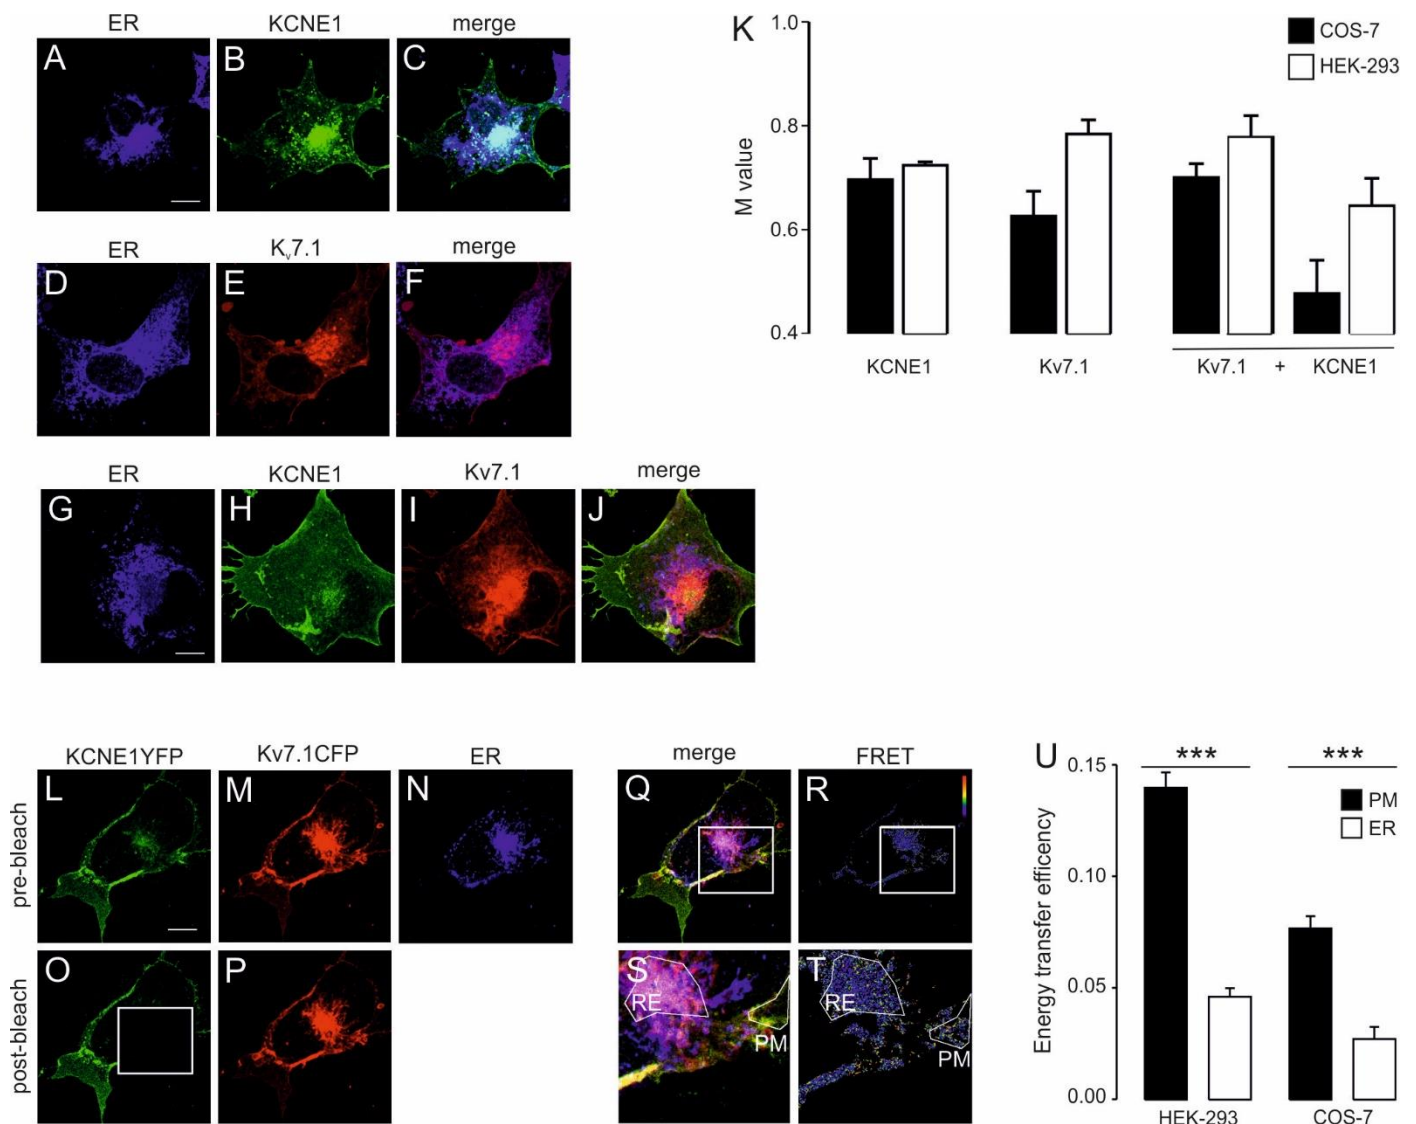 ER KCNE1 merge
A B C
ER Kv7.1 merge
D E F
ER KCNE1 Kv7.1 merge
G H I J
K
1.0
0.8
0.6
0.4
M value
COS-7
HEK-293
KCNE1 Kv7.1 Kv7.1 + KCNE1
KCNE1YFP Kv7.1CFP ER merge FRET
pre-bleach
L M N Q R
post-bleach
O P S T
RE RE
PM PM
U
*** ***
0.15
0.10
0.05
0.00
Energy transfer efficency
PM
ER
HEK-293 COS-7